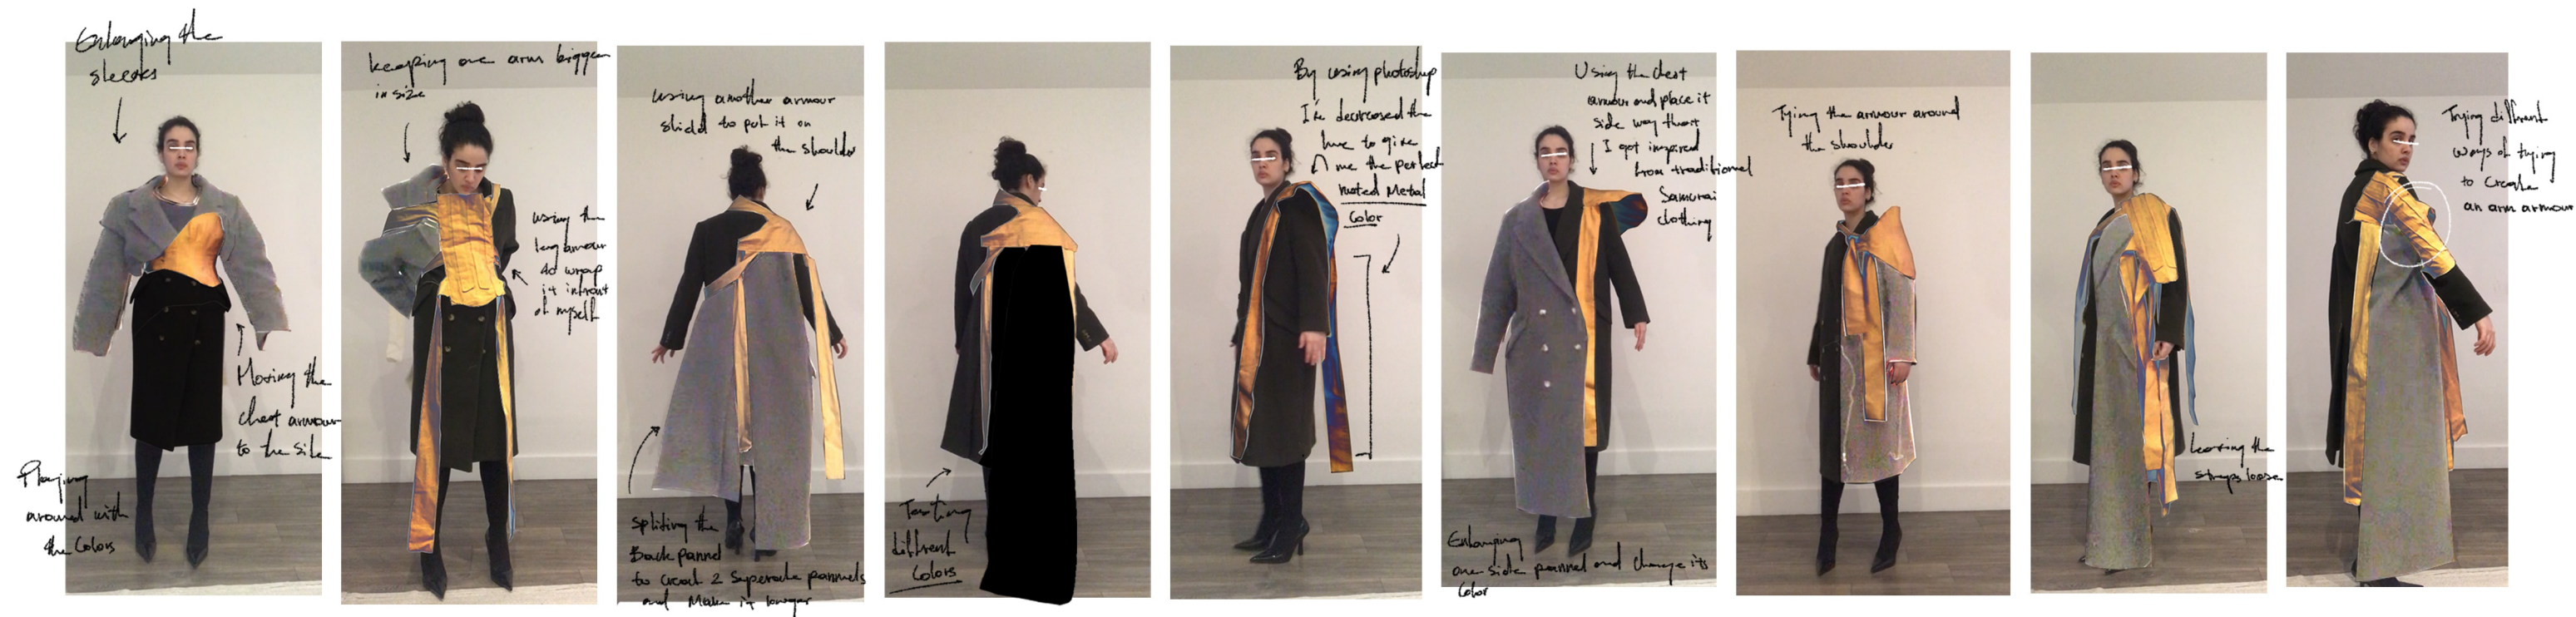 Enlarging the
sleeves
Moving the
chest armour
to the side
Playing
around with
the Colors
keeping one arm bigger
in size
using the
leg armour
to wrap
it infront
of myself
using another armour
shield to put it on
the shoulder
Spliting the
Back pannel
to creat 2 Superate pannels
and Make it longer
Testing
different
Colors
By using photoshop
I've decreased the
hue to give
me the perfect
rusted Metal
Color
Using the chest
armour and place it
side way that
I got inspired
from traditional
Samurai
clothing
Enlarging
one side pannel and change its
Color
Tying the armour around
the shoulder
Leaving the
straps loose
Trying different
ways of tying
to create
an arm armour